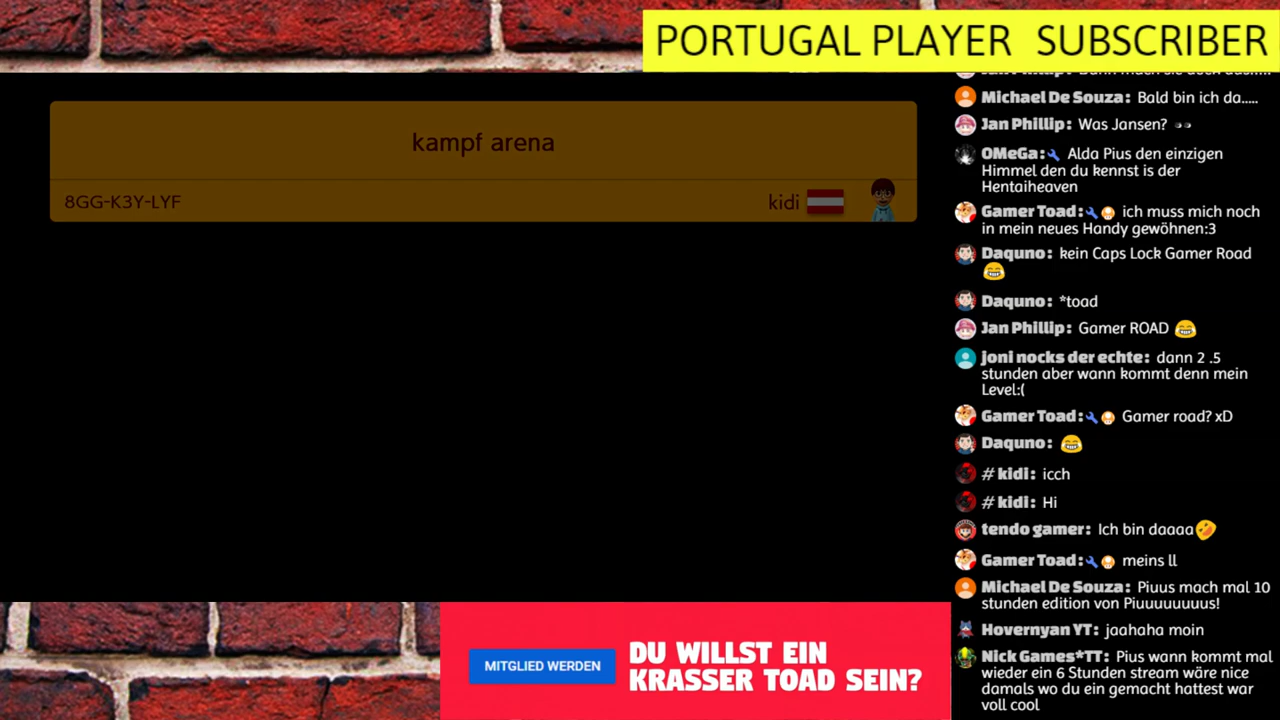 PORTUGAL PLAYER SUBSCRIBER
kampf arena
8GG-K3Y-LYF
kidi
Michael De Souza: Bald bin ich da.....
Jan Phillip: Was Jansen? 👀
OMeGa: Alda Pius den einzigen
Himmel den du kennst is der
Hentaiheaven
Gamer Toad: ich muss mich noch
in mein neues Handy gewöhnen:3
Daquno: kein Caps Lock Gamer Road
😂
Daquno: *toad
Jan Phillip: Gamer ROAD 😂
joni nocks der echte: dann 2 .5
stunden aber wann kommt denn mein
Level:(
Gamer Toad: Gamer road? xD
Daquno: 😂
# kidi: icch
# kidi: Hi
tendo gamer: Ich bin daaaa🤣
Gamer Toad: meins ll
Michael De Souza: Piuus mach mal 10
stunden edition von Piuuuuuuuus!
Hovernyan YT: jaahaha moin
Nick Games*TT: Pius wann kommt mal
wieder ein 6 Stunden stream wäre nice
damals wo du ein gemacht hattest war
voll cool
MITGLIED WERDEN
DU WILLST EIN
KRASSER TOAD SEIN?